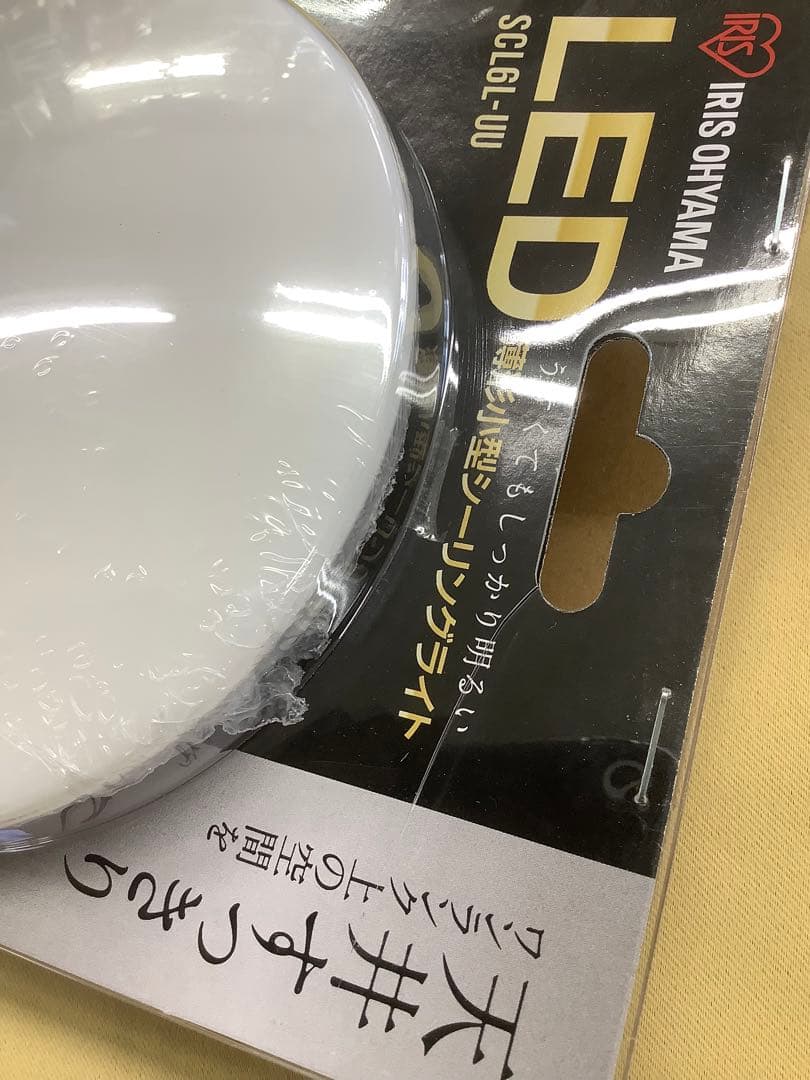 IRIS
IRIS OHYAMA
LED
SCL6L-UU
うすくてもしっかり明るい
薄形小型シーリングライト
ワンランク上の空間を
天井すっきり